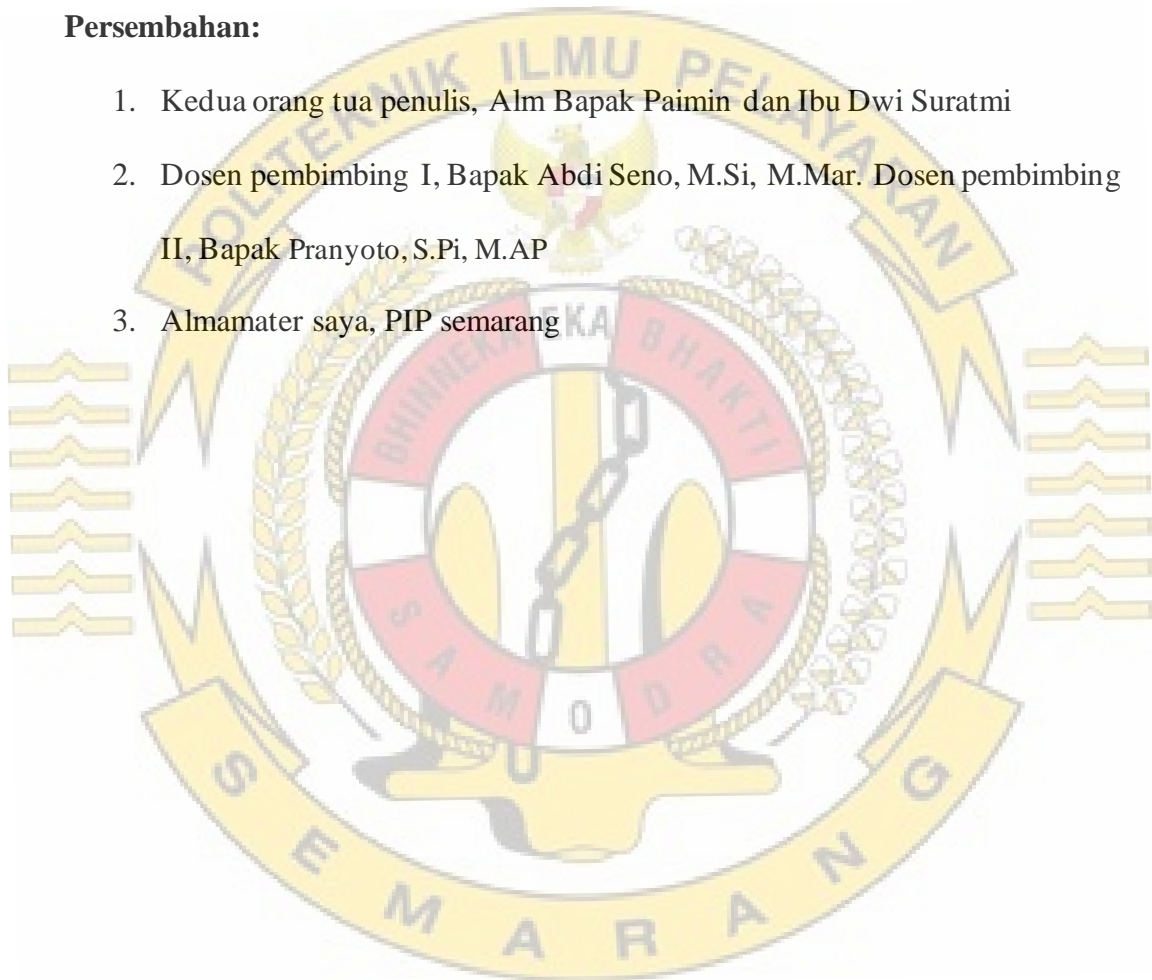 Persembahan:
POLITEKNIK ILMU PELAYARAN
1. Kedua orang tua penulis, Alm Bapak Paimin dan Ibu Dwi Suratmi
2. Dosen pembimbing I, Bapak Abdi Seno, M.Si, M.Mar. Dosen pembimbing
II, Bapak Pranyoto, S.Pi, M.AP
3. Almamater saya, PIP semarang
BHINNEKA EKA BHAKTI
SAMODRA
SEMARANG